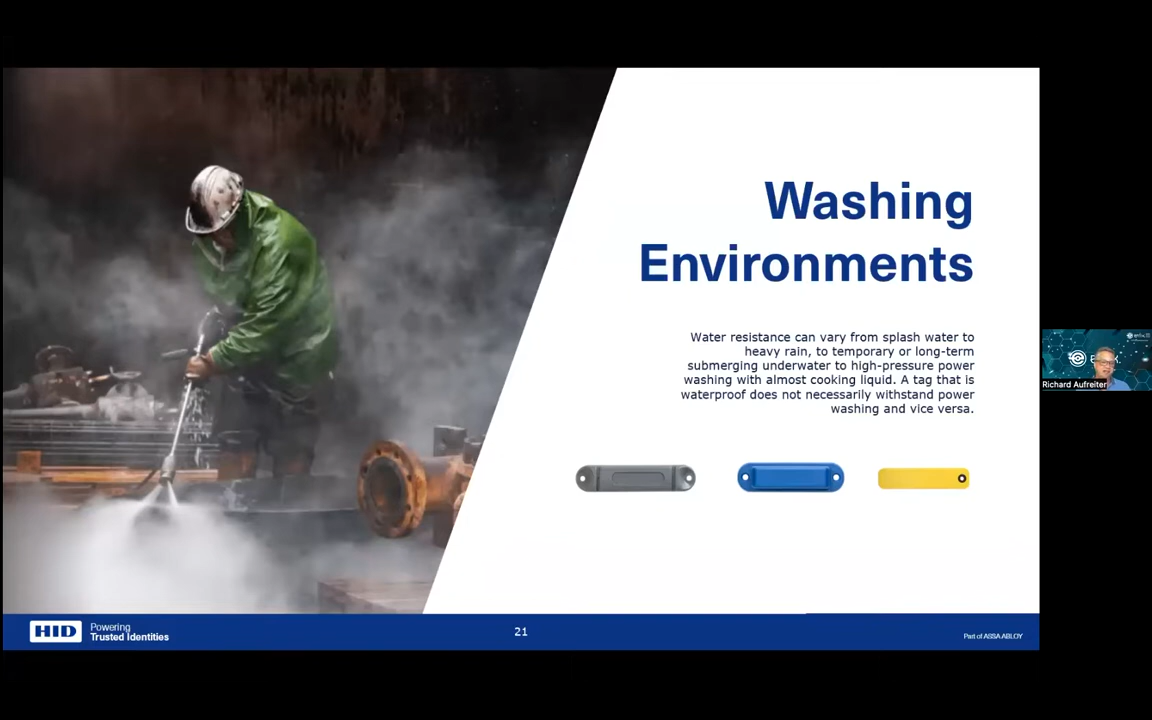 Washing
Environments
Water resistance can vary from splash water to
heavy rain, to temporary or long-term
submerging underwater to high-pressure power
washing with almost cooking liquid. A tag that is
waterproof does not necessarily withstand power
washing and vice versa.
Richard Aufreiter
HID
Powering
Trusted Identities
21
Part of ASSA ABLOY